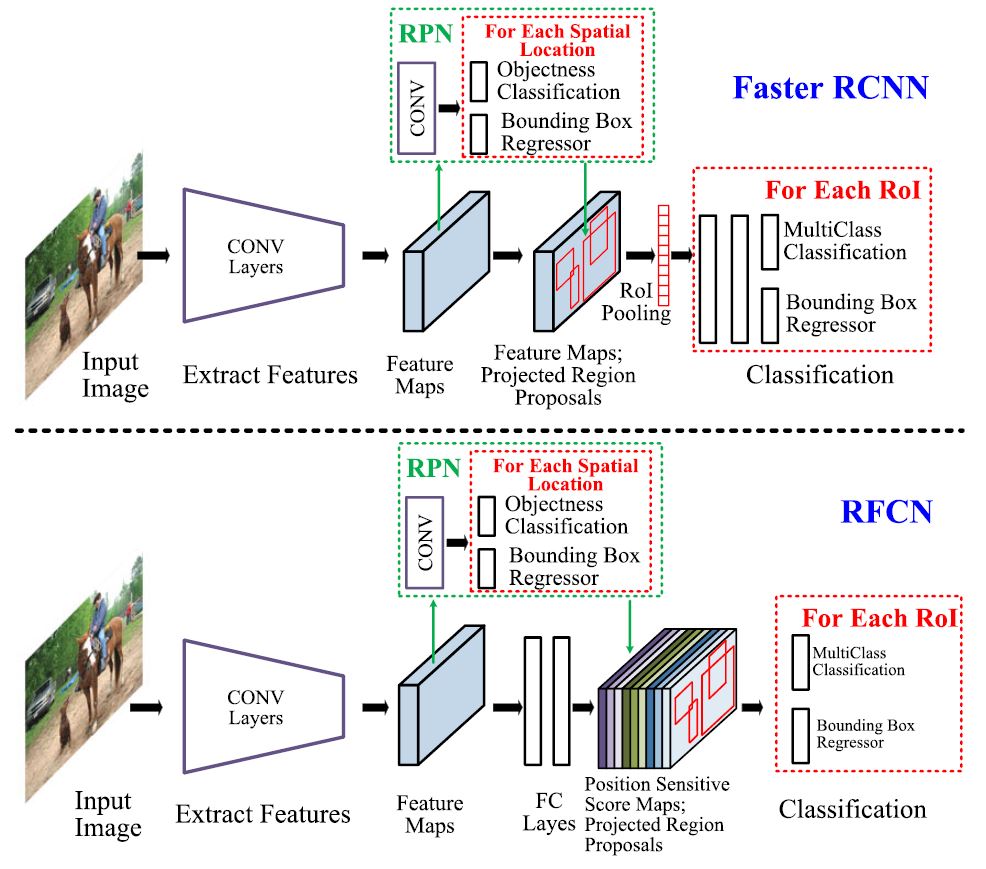 RPN
For Each Spatial
Location
CONV
Objectness
Classification
Bounding Box
Regressor
Faster RCNN
CONV
Layers
For Each RoI
MultiClass
Classification
Bounding Box
Regressor
RoI
Pooling
Input
Image
Extract Features
Feature
Maps
Feature Maps;
Projected Region
Proposals
Classification
RPN
For Each Spatial
Location
CONV
Objectness
Classification
Bounding Box
Regressor
RFCN
CONV
Layers
For Each RoI
MultiClass
Classification
Bounding Box
Regressor
Input
Image
Extract Features
Feature
Maps
FC
Layes
Position Sensitive
Score Maps;
Projected Region
Proposals
Classification